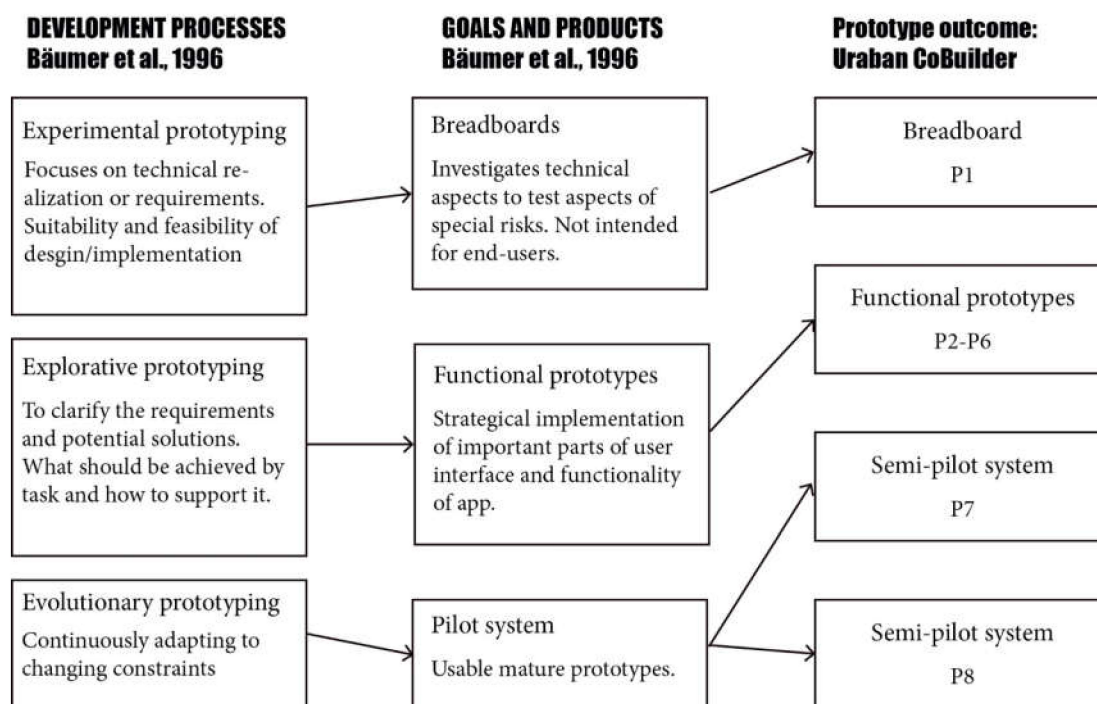 DEVELOPMENT PROCESSES
Bäumer et al., 1996
Experimental prototyping
Focuses on technical re-
alization or requirements.
Suitability and feasibility of
desgin/implementation
Explorative prototyping
To clarify the requirements
and potential solutions.
What should be achieved by
task and how to support it.
Evolutionary prototyping
Continuously adapting to
changing constraints
GOALS AND PRODUCTS
Bäumer et al., 1996
Breadboards
Investigates technical
aspects to test aspects of
special risks. Not intended
for end-users.
Functional prototypes
Strategical implementation
of important parts of user
interface and functionality
of app.
Pilot system
Usable mature prototypes.
Prototype outcome:
Uraban CoBuilder
Breadboard
P1
Functional prototypes
P2-P6
Semi-pilot system
P7
Semi-pilot system
P8